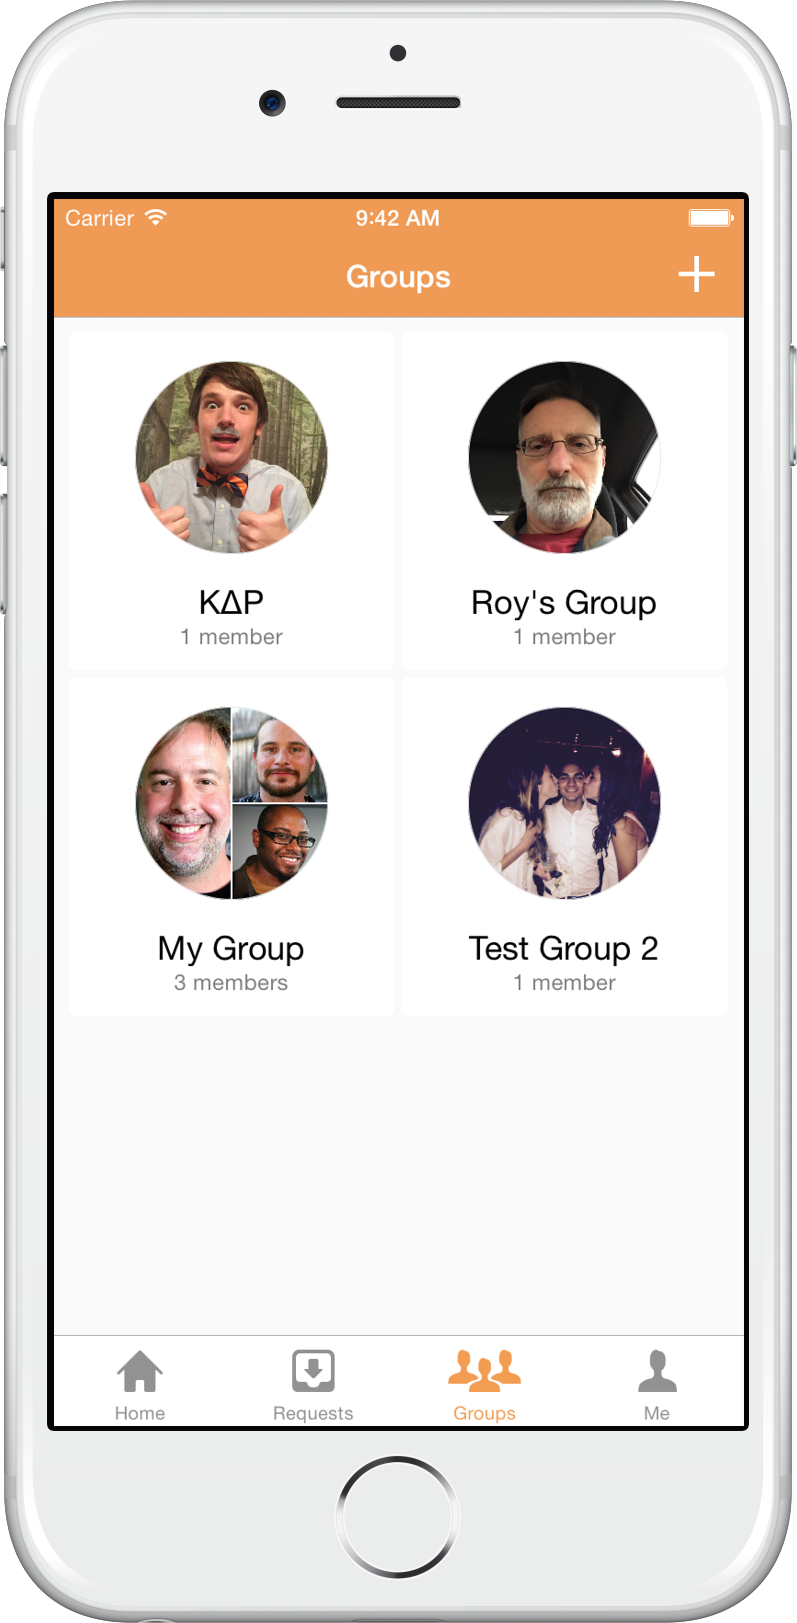 Carrier 9:42 AM
Groups +
KΔP
1 member
Roy's Group
1 member
My Group
3 members
Test Group 2
1 member
Home Requests Groups Me